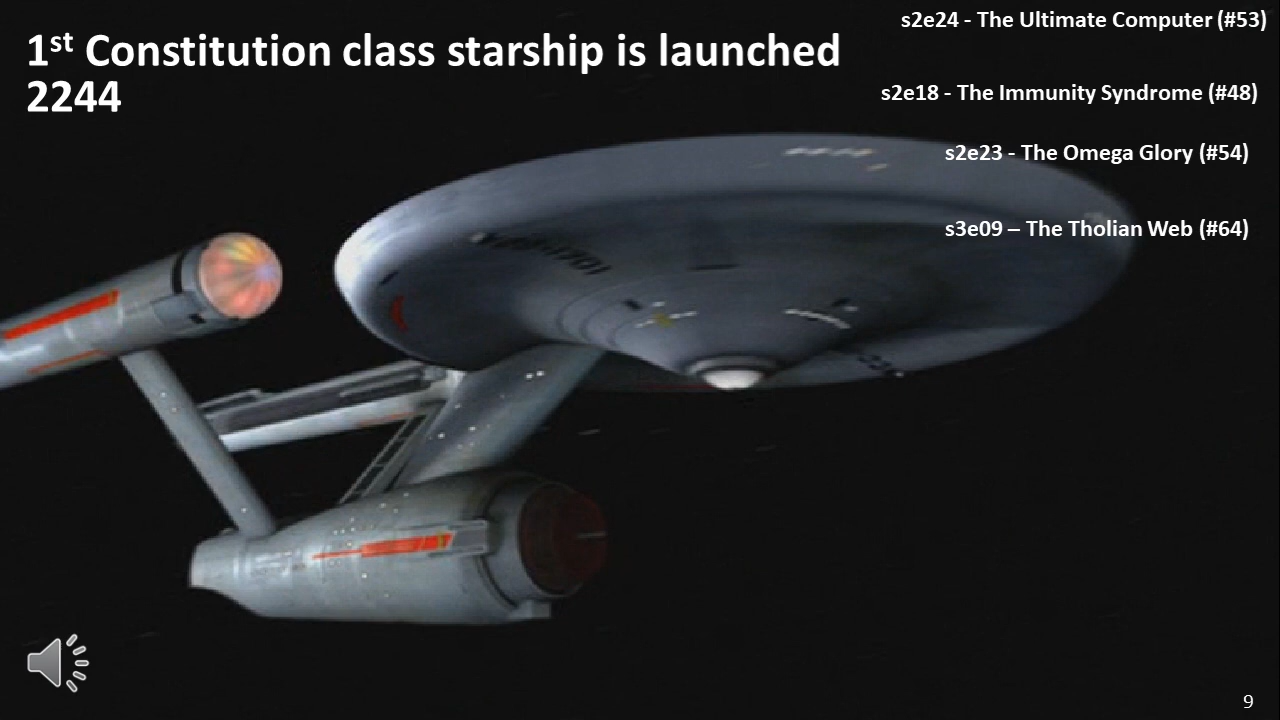 1st Constitution class starship is launched
2244
s2e24 - The Ultimate Computer (#53)
s2e18 - The Immunity Syndrome (#48)
s2e23 - The Omega Glory (#54)
s3e09 – The Tholian Web (#64)
9